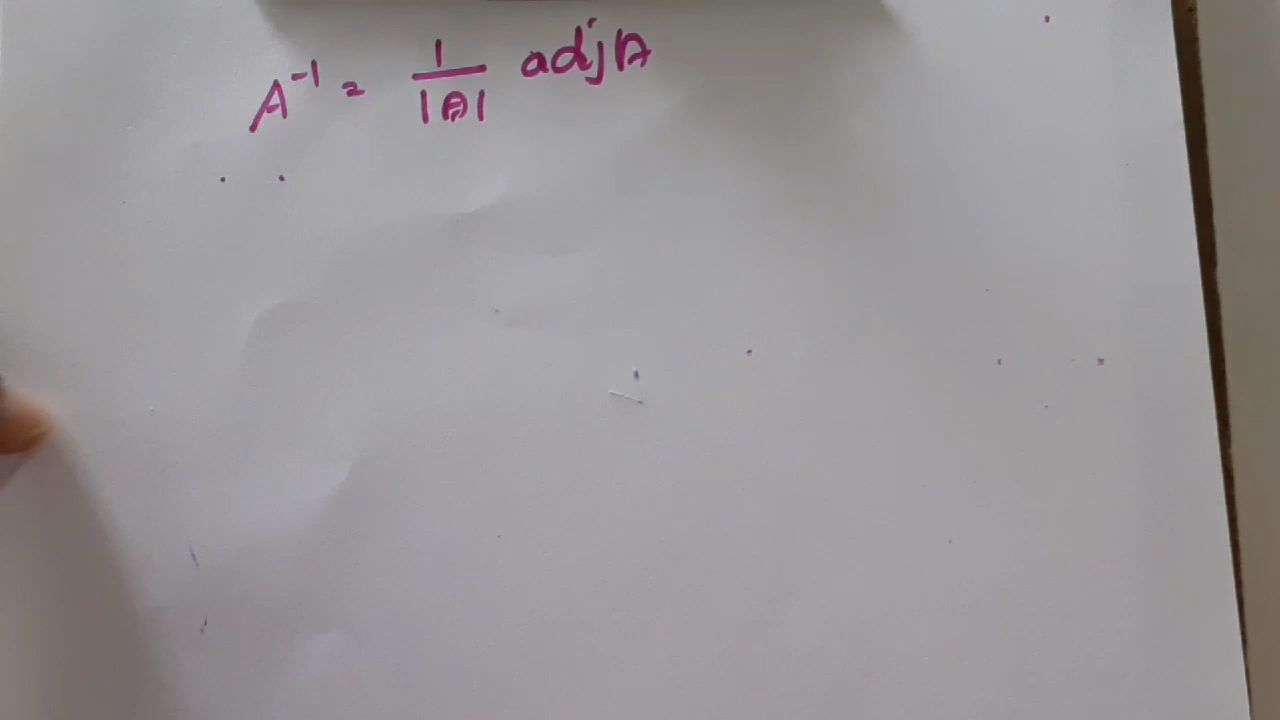 A⁻¹ = 1/|A| adjA